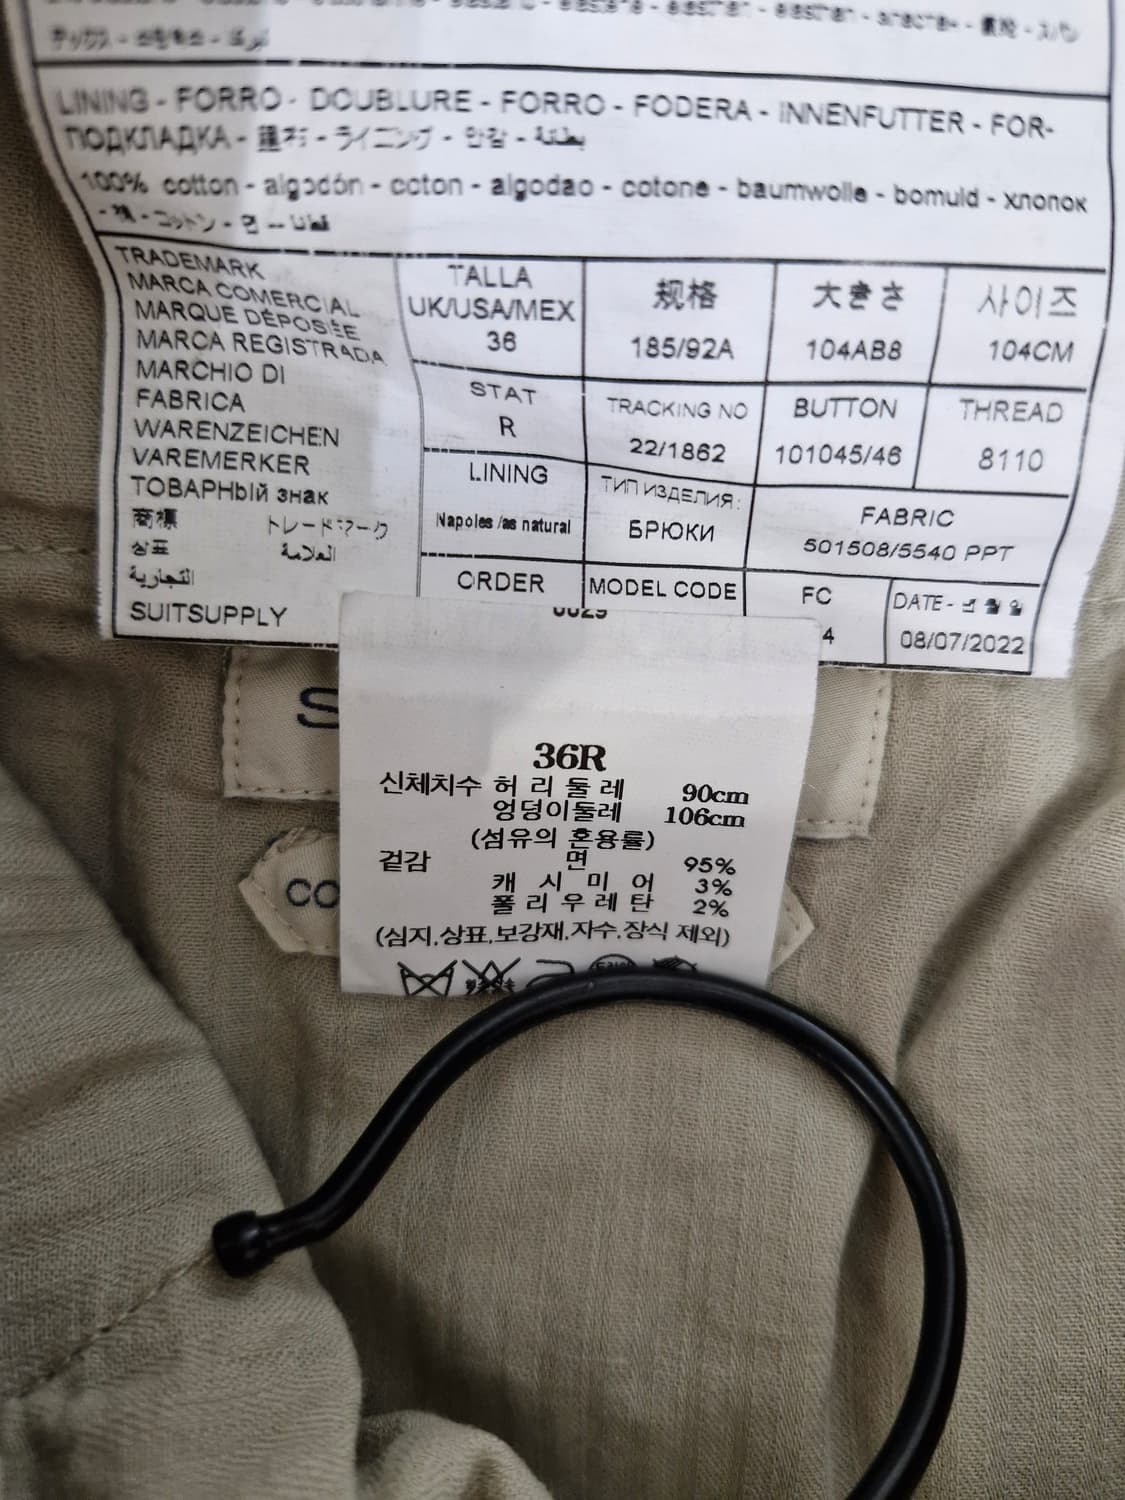 LINING - FORRO - DOUBLURE - FORRO - FODERA - INNENFUTTER - FOR-
ПОДКЛАДКА - 裏衬 - ライニング - 안감 - بطانة
100% cotton - algodón - coton - algodao - cotone - baumwolle - bomuld - хлопок
- 棉 - コットン - 면 - قطن
TRADEMARK
MARCA COMERCIAL
MARQUE DÉPOSÉE
MARCA REGISTRADA
MARCHIO DI
FABRICA
WARENZEICHEN
VAREMERKER
ТОВАРНЫЙ знак
商標 トレードマーク
상표 العلامة
التجارية
SUITSUPPLY
TALLA
UK/USA/MEX
36
规格
185/92A
大きさ
104AB8
사이즈
104CM
STAT
R
TRACKING NO
22/1862
BUTTON
101045/46
THREAD
8110
LINING
Napoles /as natural
ТИП ИЗДЕЛИЯ:
БРЮКИ
FABRIC
501508/5540 PPT
ORDER
MODEL CODE
FC
4
DATE -
08/07/2022
S
CO
36R
신체치수 허리둘레 90cm
엉덩이둘레 106cm
(섬유의 혼용률)
겉감 면 95%
캐시미어 3%
폴리우레탄 2%
(심지,상표,보강재,자수,장식 제외)